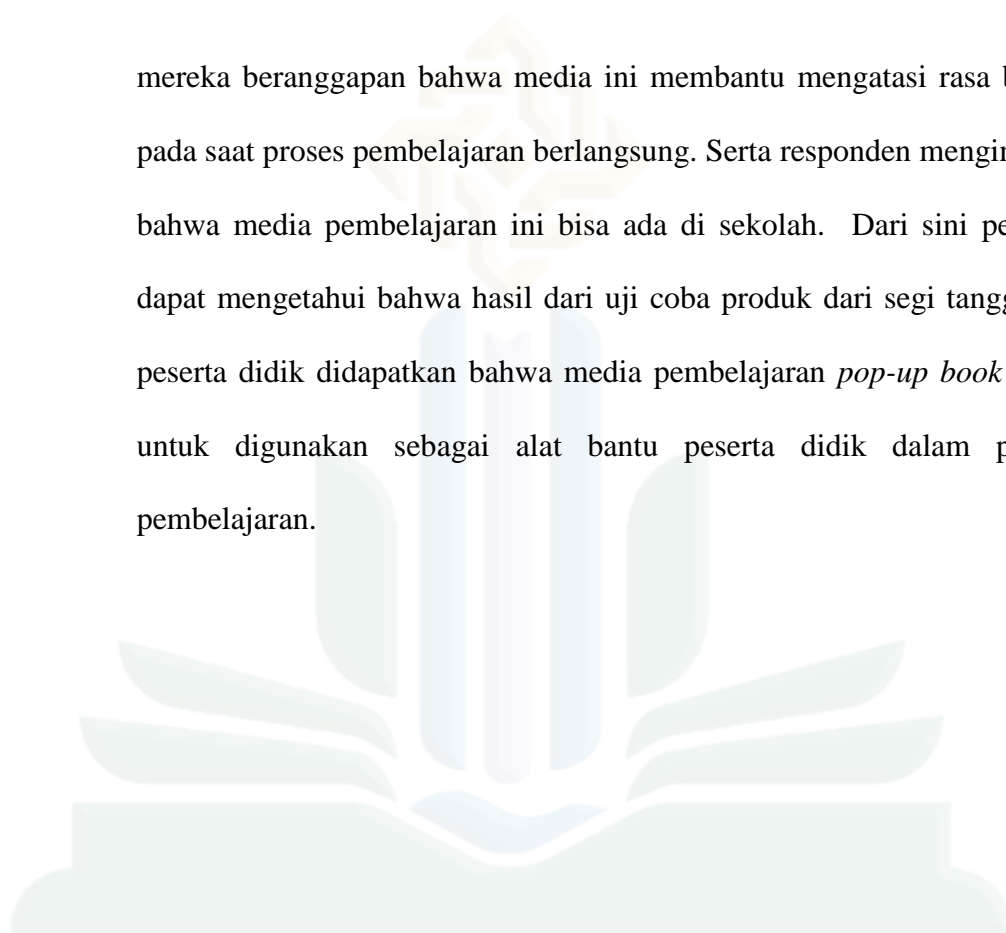 mereka beranggapan bahwa media ini membantu mengatasi rasa
pada saat proses pembelajaran berlangsung. Serta responden
bahwa media pembelajaran ini bisa ada di sekolah. Dari sini
dapat mengetahui bahwa hasil dari uji coba produk dari segi
peserta didik didapatkan bahwa media pembelajaran pop-up book
untuk digunakan sebagai alat bantu peserta didik dalam
pembelajaran.